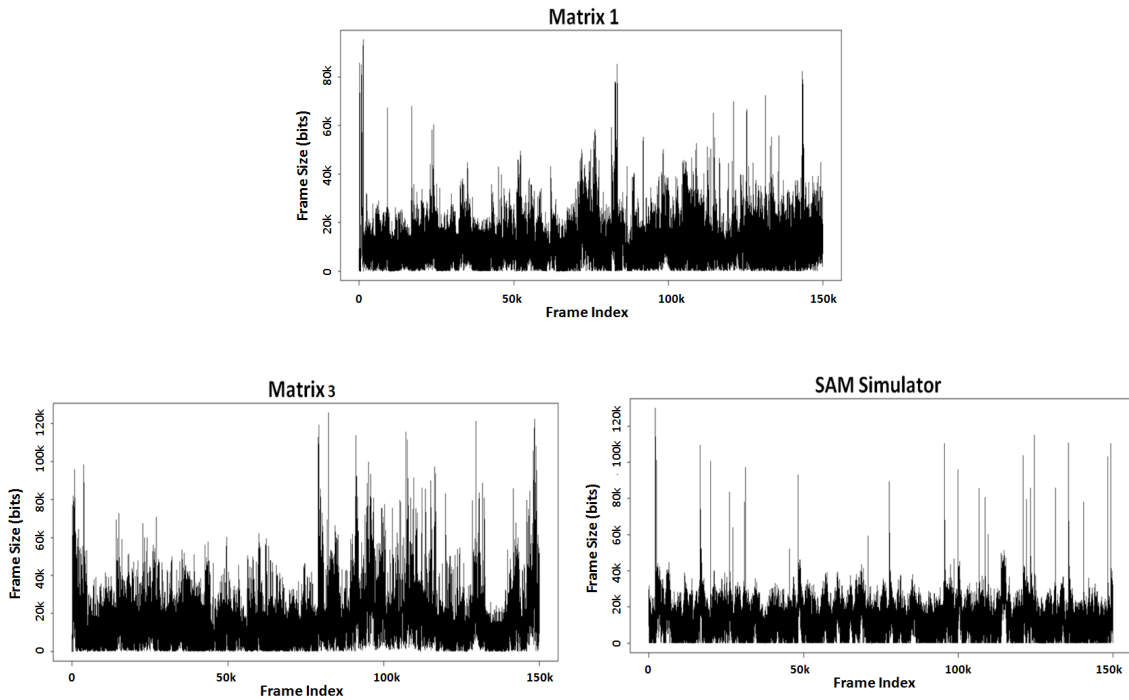 Matrix 1
Frame Size (bits)
80k
60k
40k
20k
0
0 50k 100k 150k
Frame Index
Matrix 3
Frame Size (bits)
120k
100k
80k
60k
40k
20k
0
0 50k 100k 150k
Frame Index
SAM Simulator
Frame Size (bits)
120k
100k
80k
60k
40k
20k
0
0 50k 100k 150k
Frame Index